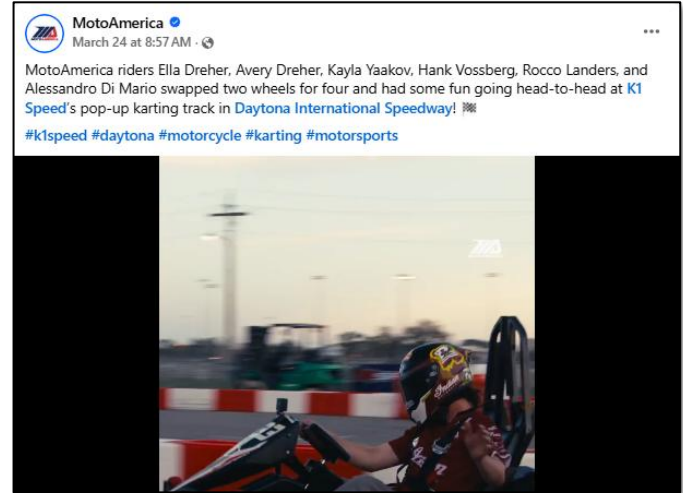 MotoAmerica
March 24 at 8:57 AM ·
MotoAmerica riders Ella Dreher, Avery Dreher, Kayla Yaakov, Hank Vossberg, Rocco Landers, and
Alessandro Di Mario swapped two wheels for four and had some fun going head-to-head at K1
Speed's pop-up karting track in Daytona International Speedway! 🏁
#k1speed #daytona #motorcycle #karting #motorsports